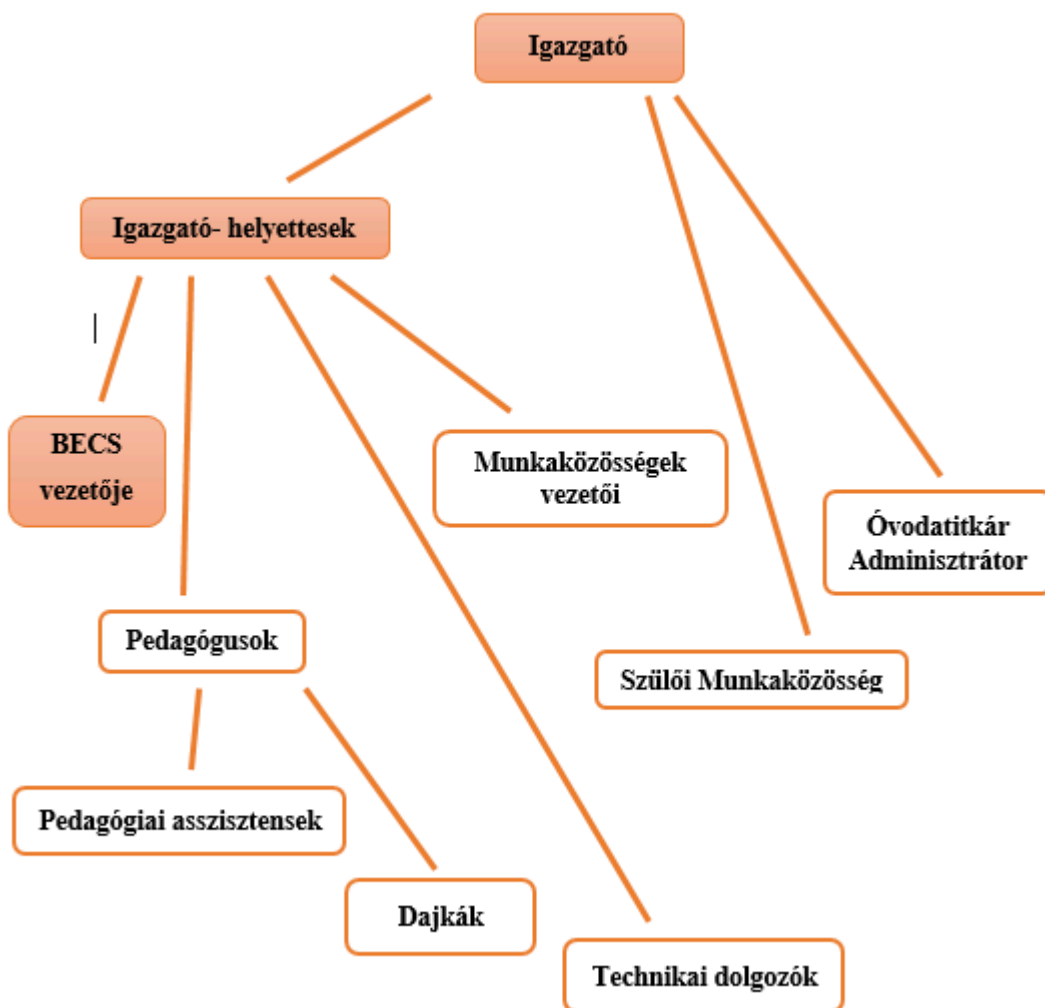 Igazgató
Igazgató- helyettesek
BECS
vezetője
Munkaközösségek
vezetői
Óvodatitkár
Adminisztrátor
Pedagógusok
Szülői Munkaközösség
Pedagógiai asszisztensek
Dajkák
Technikai dolgozók